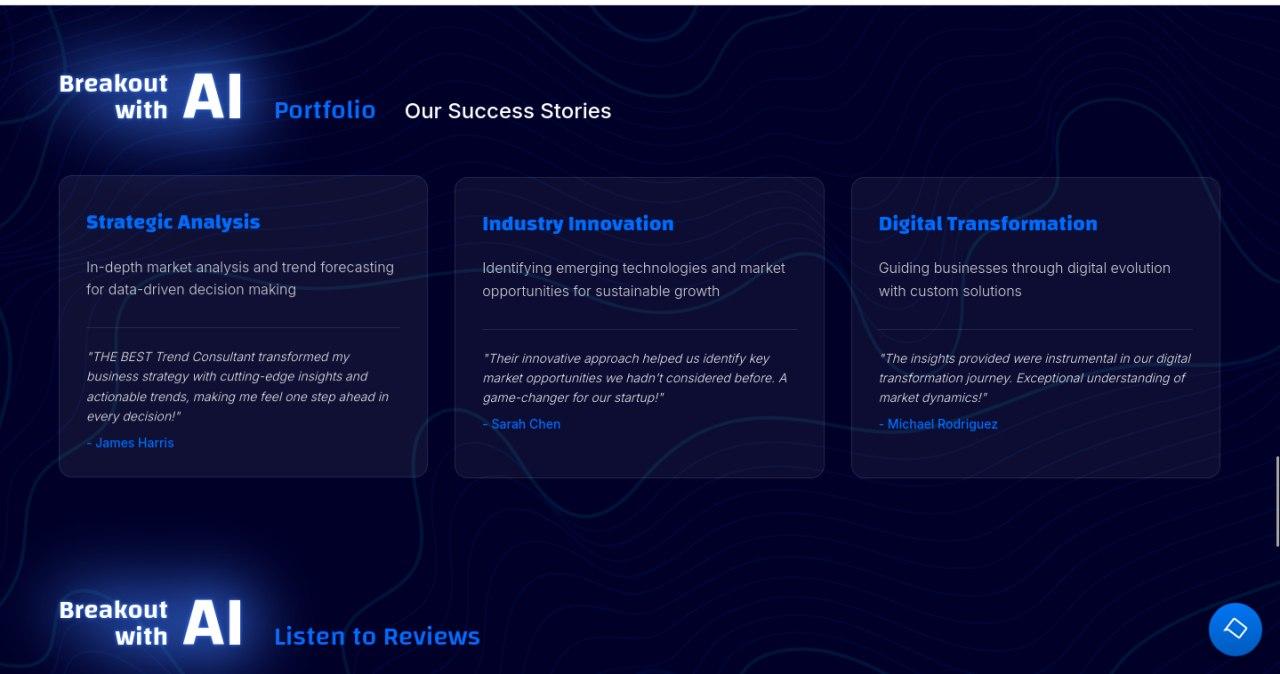 Breakout
with AI
Portfolio
Our Success Stories
Strategic Analysis
In-depth market analysis and trend forecasting
for data-driven decision making
"THE BEST Trend Consultant transformed my
business strategy with cutting-edge insights and
actionable trends, making me feel one step ahead in
every decision!"
- James Harris
Industry Innovation
Identifying emerging technologies and market
opportunities for sustainable growth
"Their innovative approach helped us identify key
market opportunities we hadn't considered before. A
game-changer for our startup!"
- Sarah Chen
Digital Transformation
Guiding businesses through digital evolution
with custom solutions
"The insights provided were instrumental in our digital
transformation journey. Exceptional understanding of
market dynamics!"
- Michael Rodriguez
Breakout
with AI
Listen to Reviews